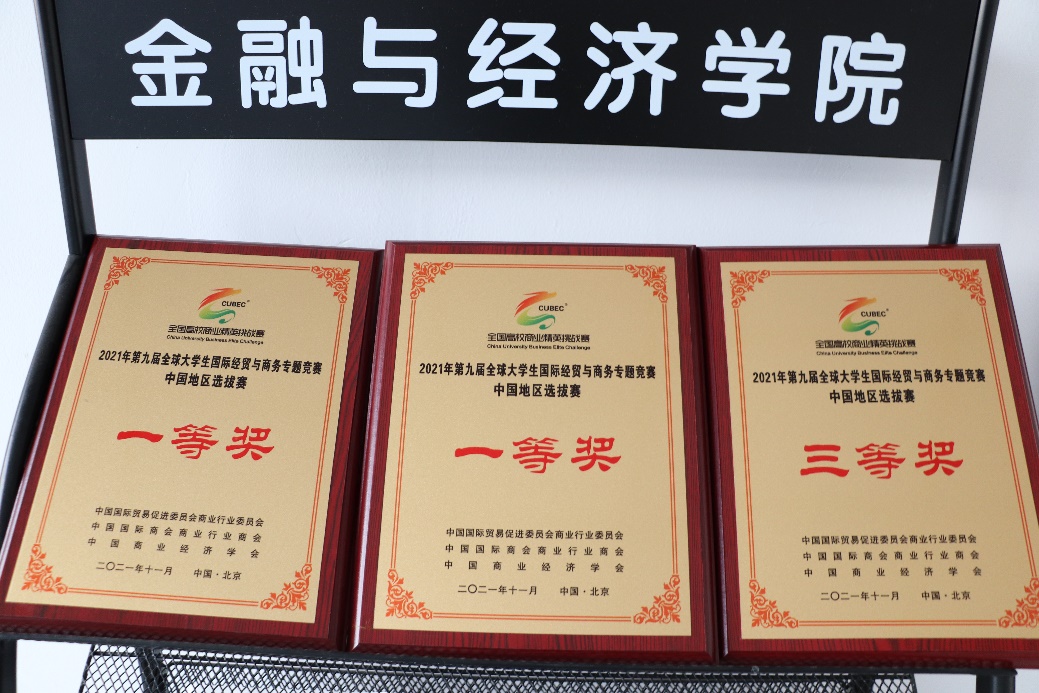 金融与经济学院
CUBEC
全国高校商业精英挑战赛
China University Business Elite Challenge
2021年第九届全球大学生国际经贸与商务专题竞赛
中国地区选拔赛
一等奖
中国国际贸易促进委员会商业行业委员会
中国国际商会商业行业商会
中国商业经济学会
二〇二一年十一月 中国·北京
CUBEC
全国高校商业精英挑战赛
China University Business Elite Challenge
2021年第九届全球大学生国际经贸与商务专题竞赛
中国地区选拔赛
一等奖
中国国际贸易促进委员会商业行业委员会
中国国际商会商业行业商会
中国商业经济学会
二〇二一年十一月 中国·北京
CUBEC
全国高校商业精英挑战赛
China University Business Elite Challenge
2021年第九届全球大学生国际经贸与商务专题竞赛
中国地区选拔赛
三等奖
中国国际贸易促进委员会商业行业委员会
中国国际商会商业行业商会
中国商业经济学会
二〇二一年十一月 中国·北京